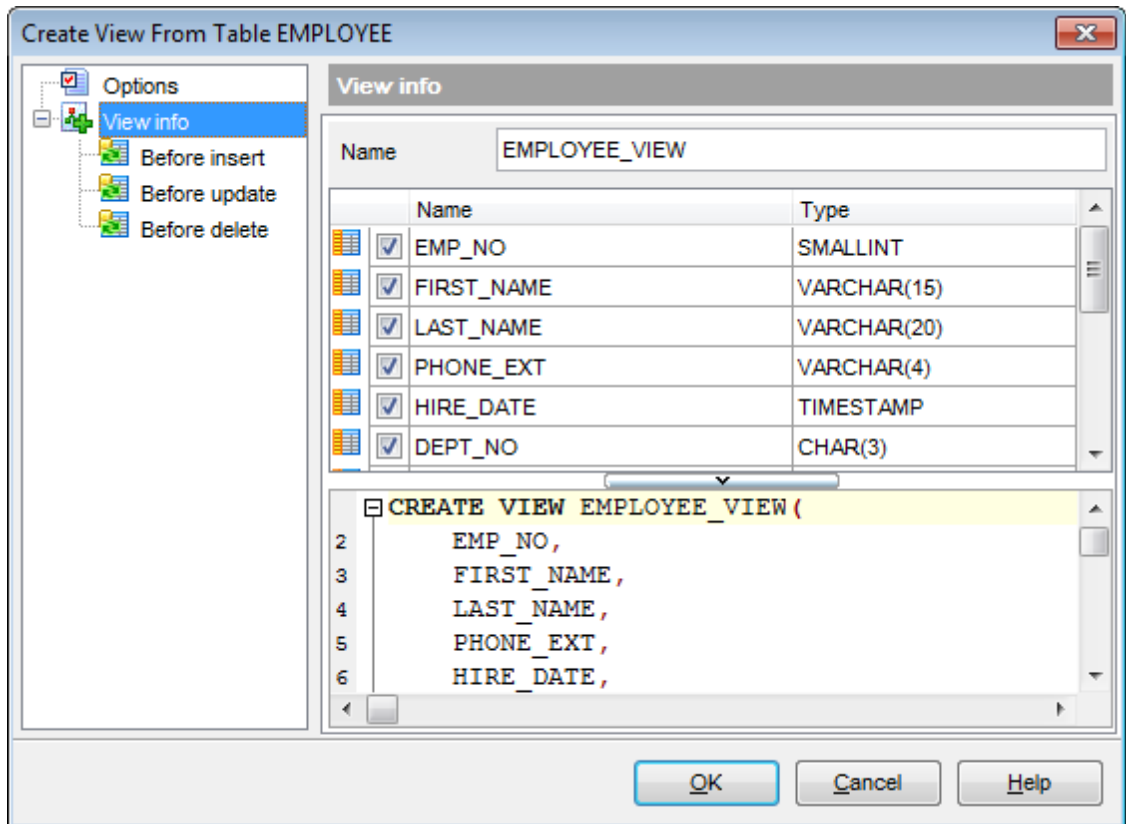 Create View From Table EMPLOYEE
Options
View info
Before insert
Before update
Before delete
View info
Name EMPLOYEE_VIEW
Name Type
EMP_NO SMALLINT
FIRST_NAME VARCHAR(15)
LAST_NAME VARCHAR(20)
PHONE_EXT VARCHAR(4)
HIRE_DATE TIMESTAMP
DEPT_NO CHAR(3)
CREATE VIEW EMPLOYEE_VIEW(
2 EMP_NO,
3 FIRST_NAME,
4 LAST_NAME,
5 PHONE_EXT,
6 HIRE_DATE,
OK Cancel Help